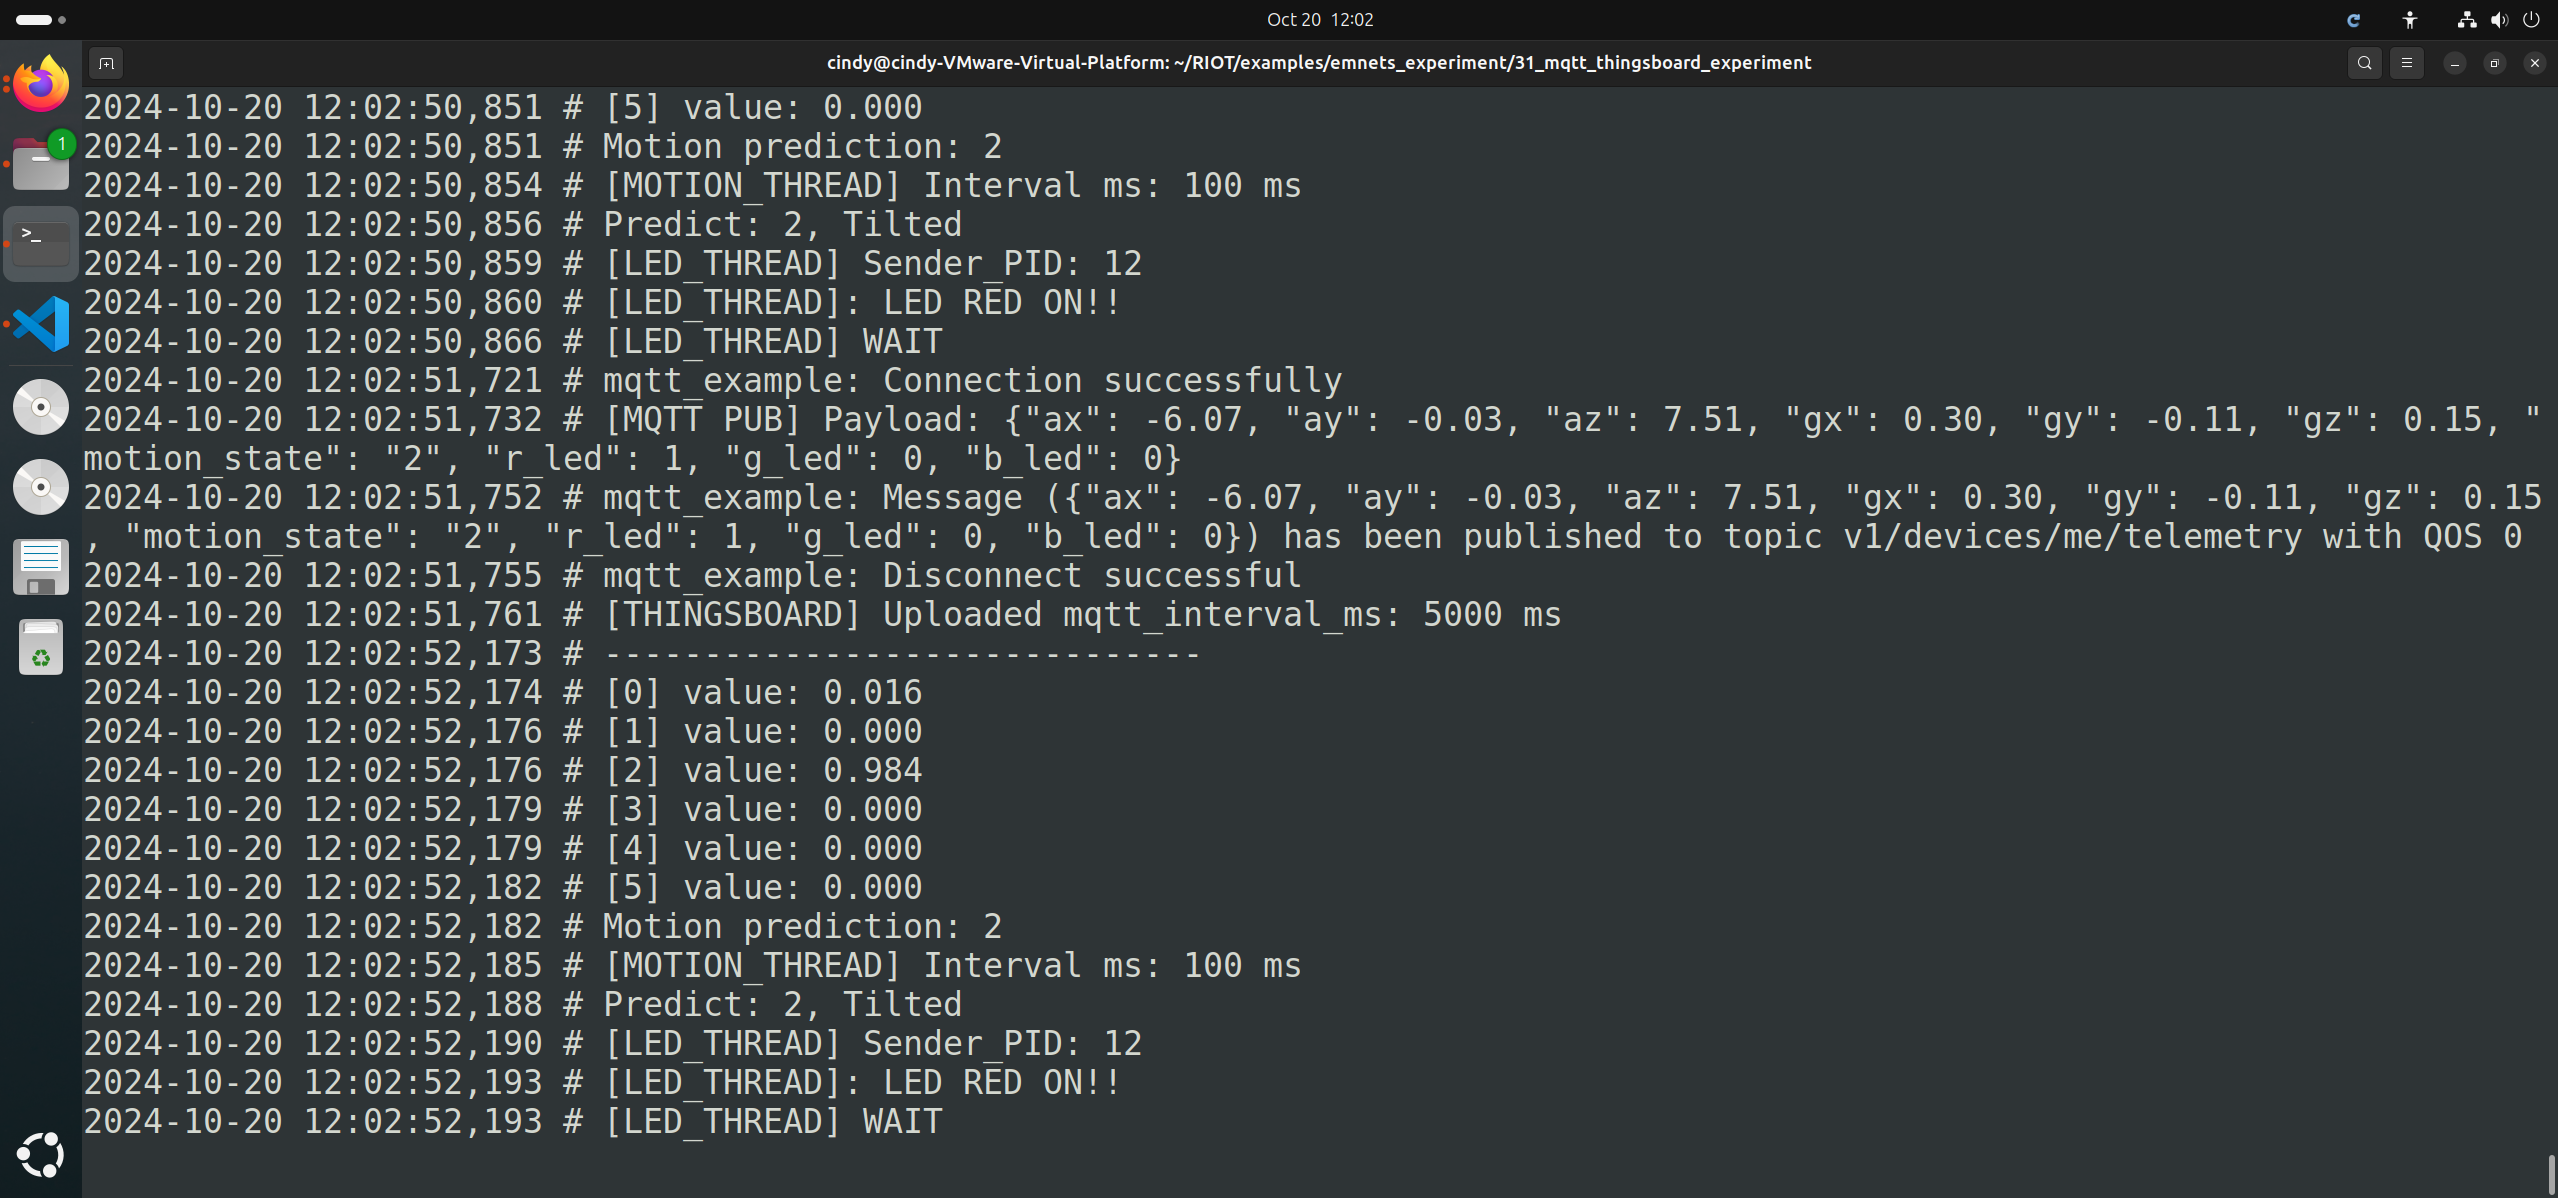 Oct 20 12:02
cindy@cindy-VMware-Virtual-Platform: ~/RIOT/examples/emnets_experiment/31_mqtt_thingsboard_experiment
1
>_
2024-10-20 12:02:50,851 # [5] value: 0.000
2024-10-20 12:02:50,851 # Motion prediction: 2
2024-10-20 12:02:50,854 # [MOTION_THREAD] Interval ms: 100 ms
2024-10-20 12:02:50,856 # Predict: 2, Tilted
2024-10-20 12:02:50,859 # [LED_THREAD] Sender_PID: 12
2024-10-20 12:02:50,860 # [LED_THREAD]: LED RED ON!!
2024-10-20 12:02:50,866 # [LED_THREAD] WAIT
2024-10-20 12:02:51,721 # mqtt_example: Connection successfully
2024-10-20 12:02:51,732 # [MQTT PUB] Payload: {"ax": -6.07, "ay": -0.03, "az": 7.51, "gx": 0.30, "gy": -0.11, "gz": 0.15, "
motion_state": "2", "r_led": 1, "g_led": 0, "b_led": 0}
2024-10-20 12:02:51,752 # mqtt_example: Message ({"ax": -6.07, "ay": -0.03, "az": 7.51, "gx": 0.30, "gy": -0.11, "gz": 0.15
, "motion_state": "2", "r_led": 1, "g_led": 0, "b_led": 0}) has been published to topic v1/devices/me/telemetry with QOS 0
2024-10-20 12:02:51,755 # mqtt_example: Disconnect successful
2024-10-20 12:02:51,761 # [THINGSBOARD] Uploaded mqtt_interval_ms: 5000 ms
2024-10-20 12:02:52,173 # ------------------------------
2024-10-20 12:02:52,174 # [0] value: 0.016
2024-10-20 12:02:52,176 # [1] value: 0.000
2024-10-20 12:02:52,176 # [2] value: 0.984
2024-10-20 12:02:52,179 # [3] value: 0.000
2024-10-20 12:02:52,179 # [4] value: 0.000
2024-10-20 12:02:52,182 # [5] value: 0.000
2024-10-20 12:02:52,182 # Motion prediction: 2
2024-10-20 12:02:52,185 # [MOTION_THREAD] Interval ms: 100 ms
2024-10-20 12:02:52,188 # Predict: 2, Tilted
2024-10-20 12:02:52,190 # [LED_THREAD] Sender_PID: 12
2024-10-20 12:02:52,193 # [LED_THREAD]: LED RED ON!!
2024-10-20 12:02:52,193 # [LED_THREAD] WAIT